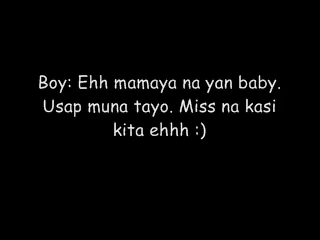 Boy: Ehh mamaya na yan baby.
Usap muna tayo. Miss na kasi
kita ehhh :)